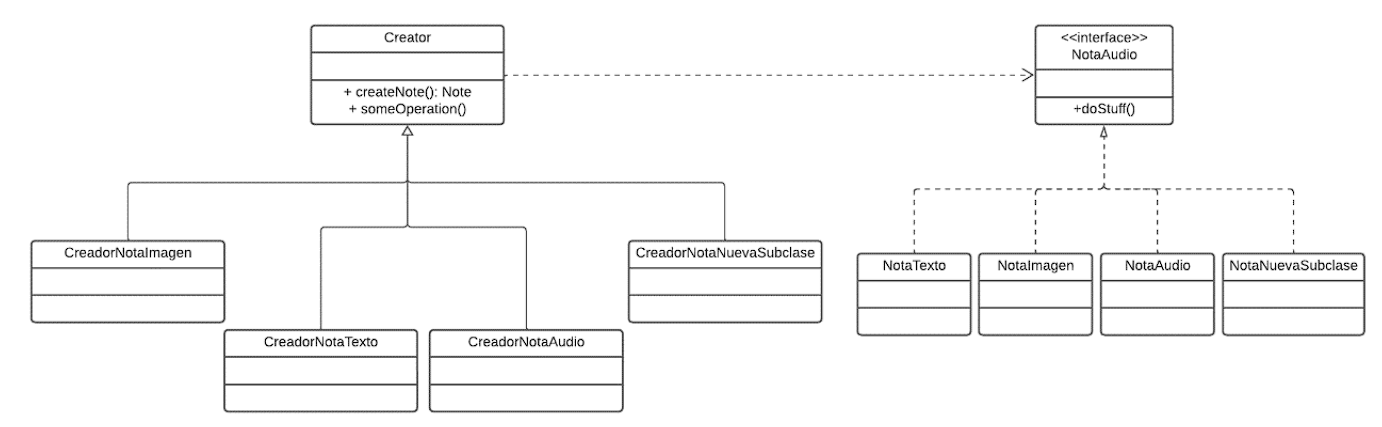 Creator
+ createNote(): Note
+ someOperation()
<<interface>>
NotaAudio
+doStuff()
CreadorNotaImagen
CreadorNotaTexto
CreadorNotaAudio
CreadorNotaNuevaSubclase
NotaTexto
NotaImagen
NotaAudio
NotaNuevaSubclase